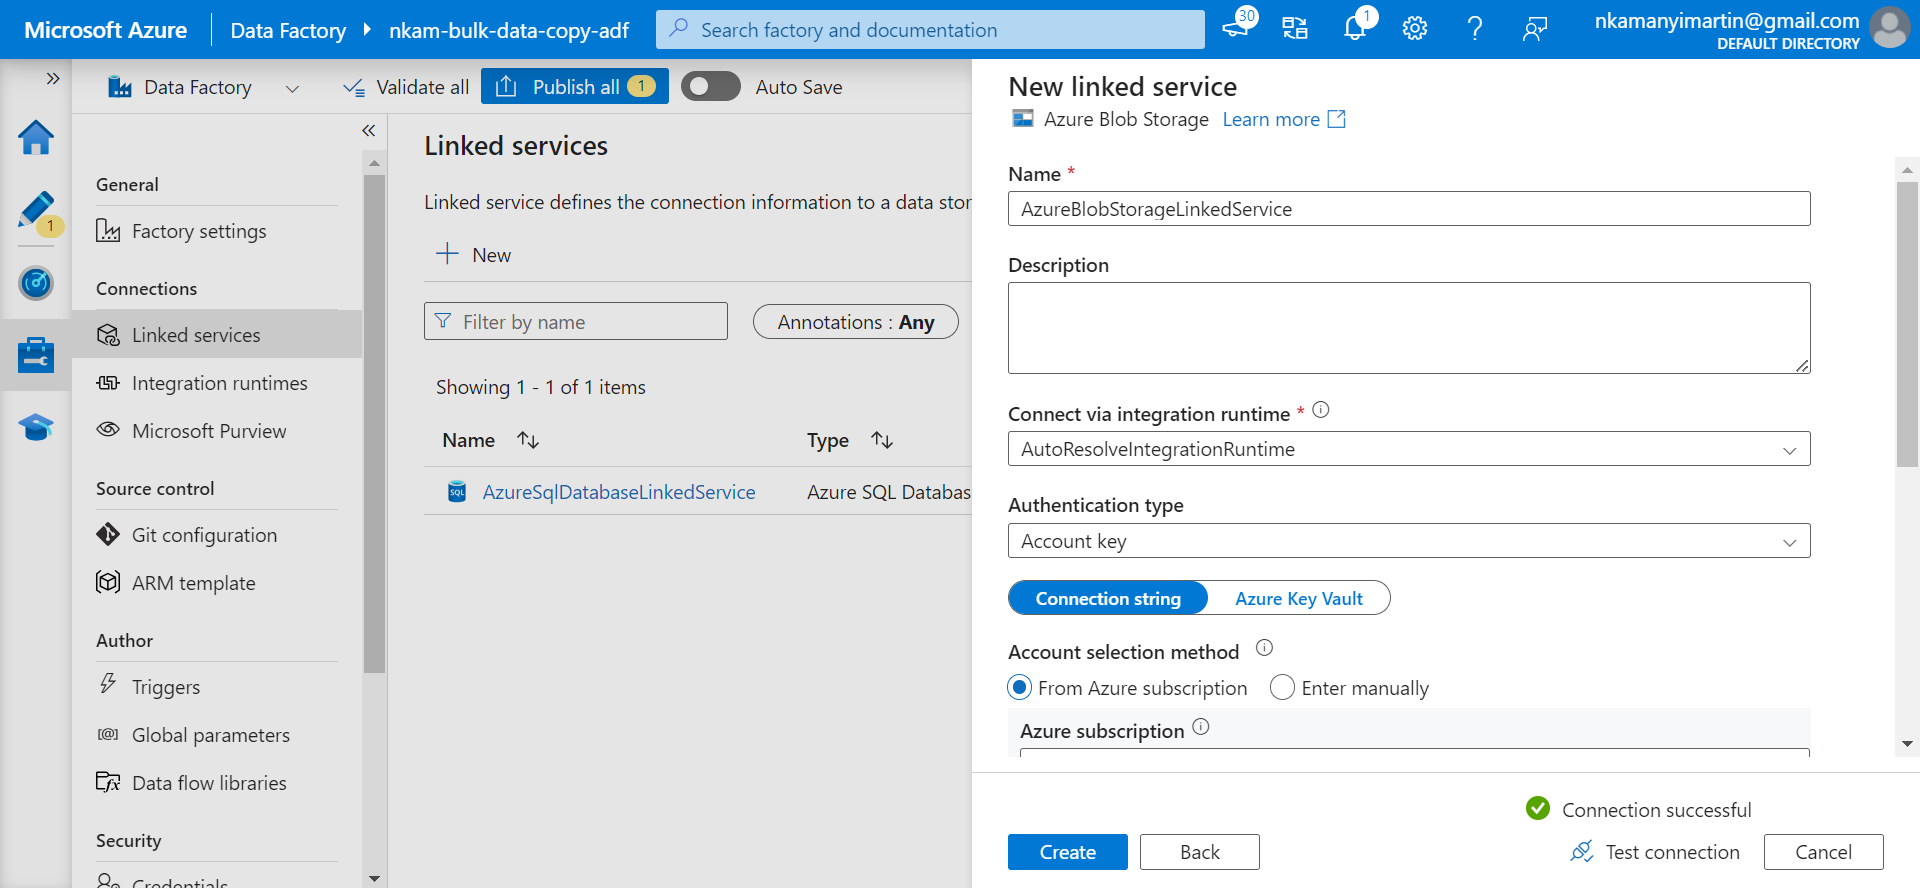 Microsoft Azure
Data Factory
nkam-bulk-data-copy-adf
Search factory and documentation
30
1
nkamanyimartin@gmail.com
DEFAULT DIRECTORY
Data Factory
Validate all
Publish all 1
Auto Save
1
General
Factory settings
Connections
Linked services
Integration runtimes
Microsoft Purview
Source control
Git configuration
ARM template
Author
Triggers
Global parameters
Data flow libraries
Security
Credentials
Linked services
Linked service defines the connection information to a data stor
New
Filter by name
Annotations : Any
Showing 1 - 1 of 1 items
Name
Type
SQL
AzureSqlDatabaseLinkedService
Azure SQL Databas
New linked service
Azure Blob Storage Learn more
Name *
AzureBlobStorageLinkedService
Description
Connect via integration runtime *
AutoResolveIntegrationRuntime
Authentication type
Account key
Connection string
Azure Key Vault
Account selection method
From Azure subscription
Enter manually
Azure subscription
Connection successful
Create
Back
Test connection
Cancel